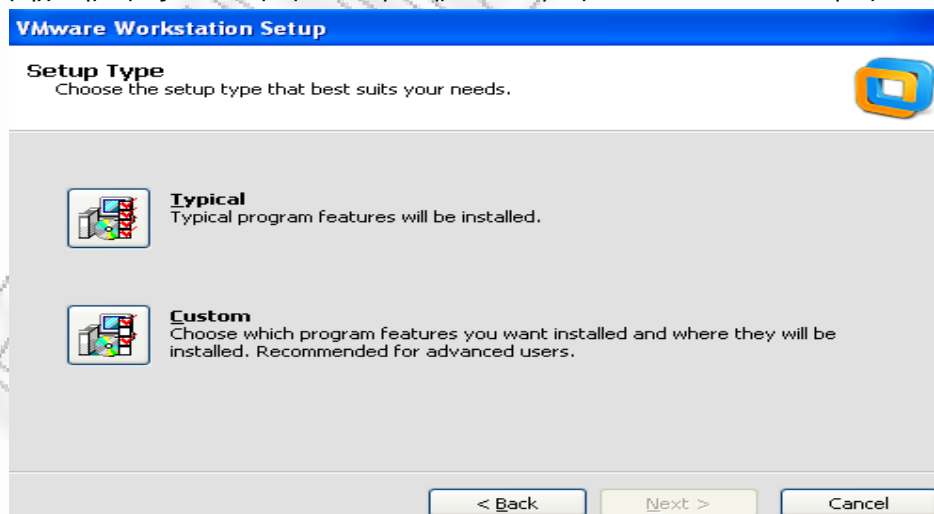 VMware Workstation Setup
Setup Type
Choose the setup type that best suits your needs.
Typical
Typical program features will be installed.
Custom
Choose which program features you want installed and where they will be
installed. Recommended for advanced users.
< Back
Next >
Cancel